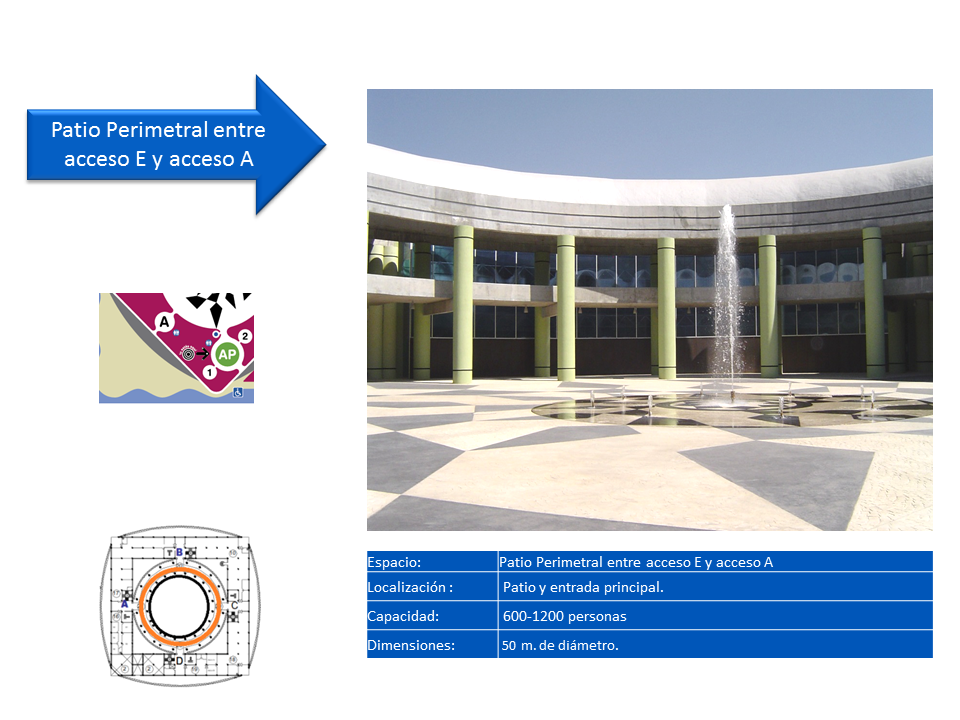 Patio Perimetral entre
acceso E y acceso A
A
2
AP
1
B
A
C
D
Espacio: Patio Perimetral entre acceso E y acceso A
Localización : Patio y entrada principal.
Capacidad: 600-1200 personas
Dimensiones: 50 m. de diámetro.